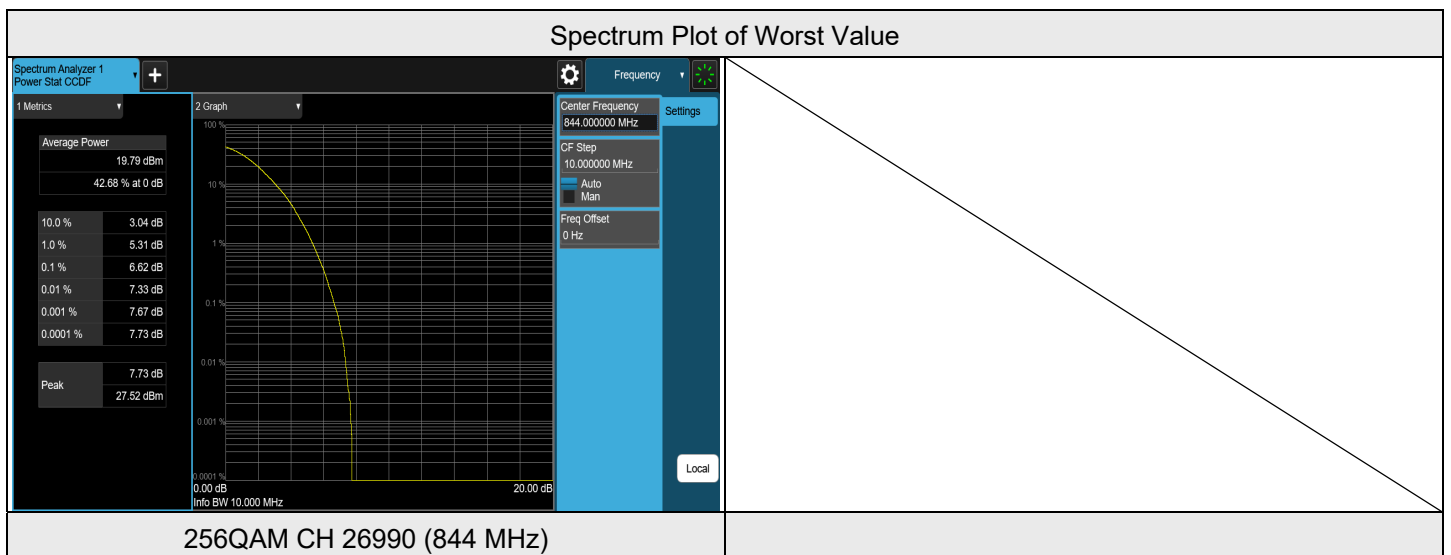 Spectrum Plot of Worst Value
Spectrum Analyzer 1
Power Stat CCDF
+
Frequency
1 Metrics
Average Power
19.79 dBm
42.68 % at 0 dB
10.0 % 3.04 dB
1.0 % 5.31 dB
0.1 % 6.62 dB
0.01 % 7.33 dB
0.001 % 7.67 dB
0.0001 % 7.73 dB
Peak
7.73 dB
27.52 dBm
2 Graph
100 %
10 %
1 %
0.1 %
0.01 %
0.001 %
0.0001 %
0.00 dB 20.00 dB
Info BW 10.000 MHz
Center Frequency
844.000000 MHz
CF Step
10.000000 MHz
Auto
Man
Freq Offset
0 Hz
Settings
Local
256QAM CH 26990 (844 MHz)